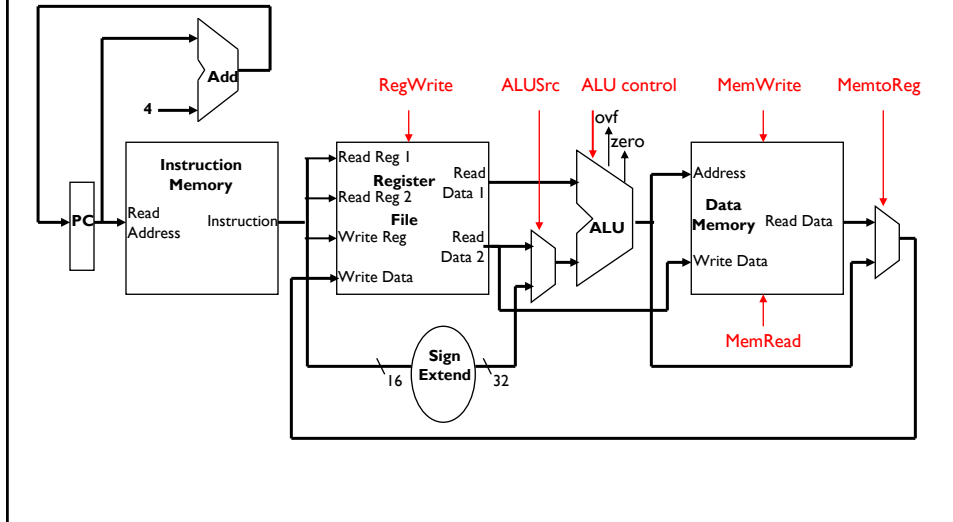 Add
4
RegWrite
ALUSrc
ALU control
MemWrite
MemtoReg
ovf
zero
Instruction
Memory
Read
Address
Instruction
PC
Read Reg 1
Register
Read Reg 2
File
Write Reg
Write Data
Read
Data 1
Read
Data 2
ALU
Address
Data
Memory
Read Data
Write Data
MemRead
Sign
Extend
16
32